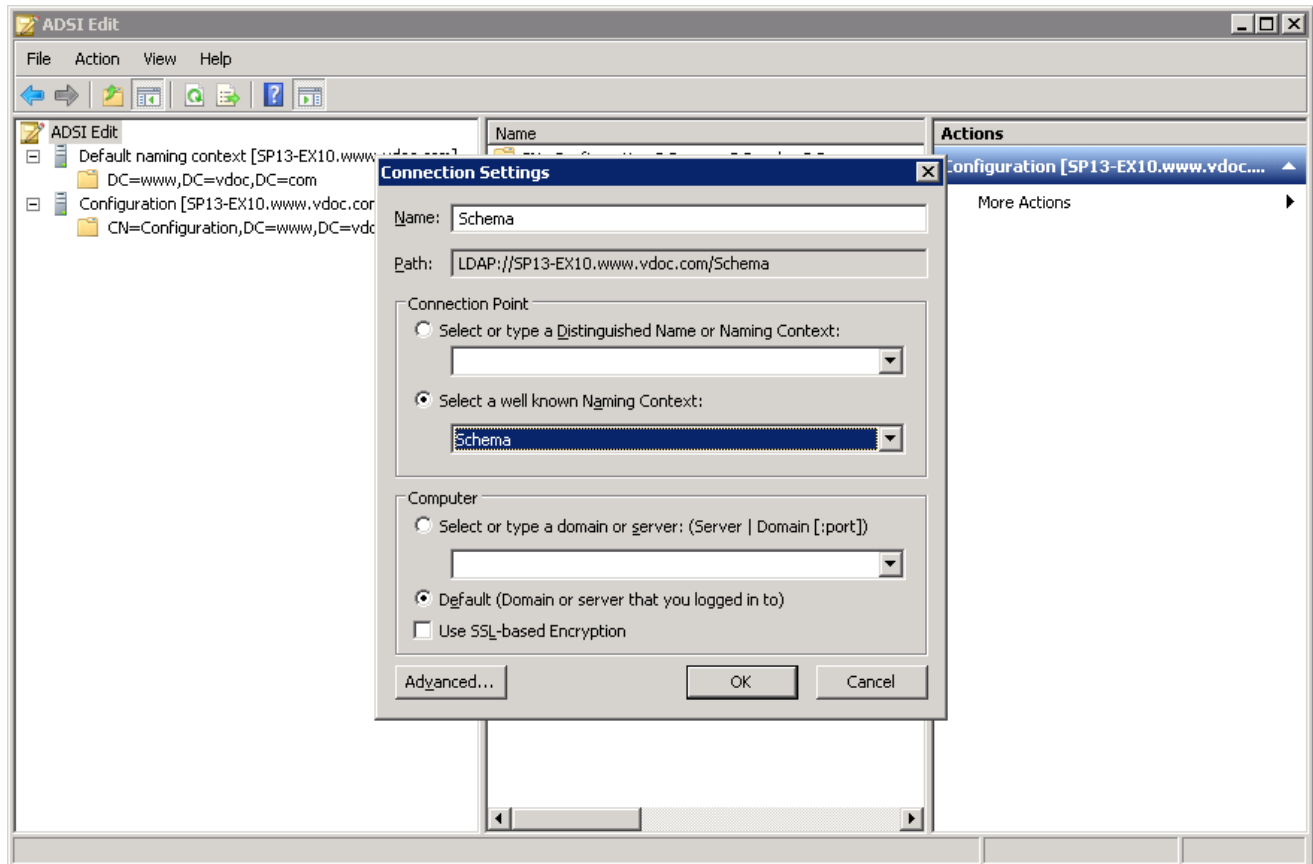 ADSI Edit
File Action View Help
ADSI Edit
Default naming context [SP13-EX10.www.vdoc.com]
DC=www,DC=vdoc,DC=com
Configuration [SP13-EX10.www.vdoc.com
CN=Configuration,DC=www,DC=vdc
Name
Actions
Configuration [SP13-EX10.www.vdoc....
More Actions
Connection Settings
Name: Schema
Path: LDAP://SP13-EX10.www.vdoc.com/Schema
Connection Point
Select or type a Distinguished Name or Naming Context:
Select a well known Naming Context:
Schema
Computer
Select or type a domain or server: (Server | Domain [:port])
Default (Domain or server that you logged in to)
Use SSL-based Encryption
Advanced... OK Cancel